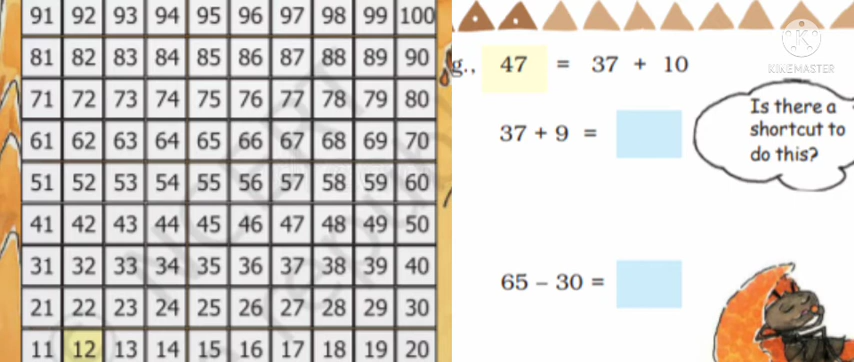 91 92 93 94 95 96 97 98 99 100
81 82 83 84 85 86 87 88 89 90
71 72 73 74 75 76 77 78 79 80
61 62 63 64 65 66 67 68 69 70
51 52 53 54 55 56 57 58 59 60
41 42 43 44 45 46 47 48 49 50
31 32 33 34 35 36 37 38 39 40
21 22 23 24 25 26 27 28 29 30
11 12 13 14 15 16 17 18 19 20
NCERT
republi
g., 47 = 37 + 10
37 + 9 =
65 – 30 =
Is there a
shortcut to
do this?
K
KINEMASTER